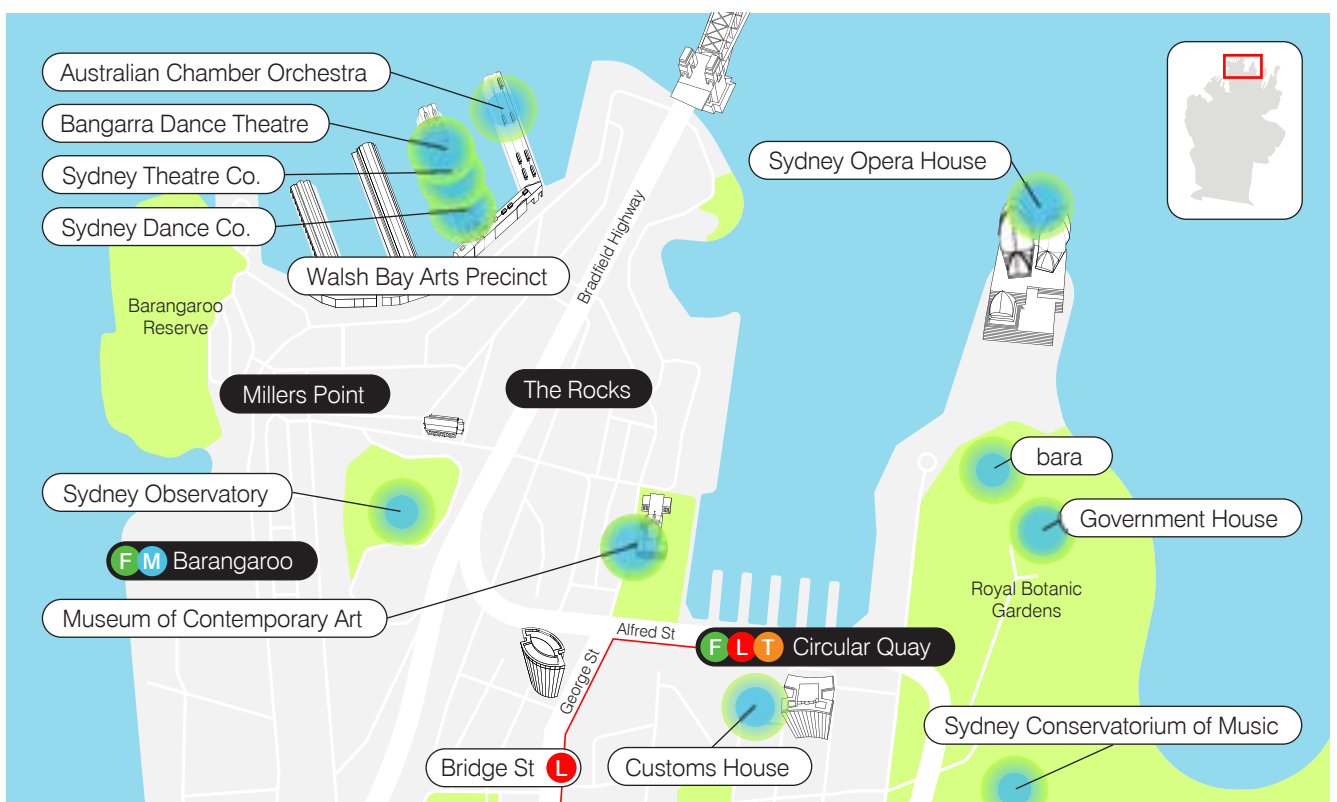 Australian Chamber Orchestra
Bangarra Dance Theatre
Sydney Theatre Co.
Sydney Dance Co.
Walsh Bay Arts Precinct
Sydney Opera House
Bradfield Highway
Barangaroo
Reserve
Millers Point
The Rocks
bara
Sydney Observatory
Government House
F M Barangaroo
Royal Botanic
Gardens
Museum of Contemporary Art
Alfred St
F L T Circular Quay
George St
Sydney Conservatorium of Music
Bridge St L
Customs House